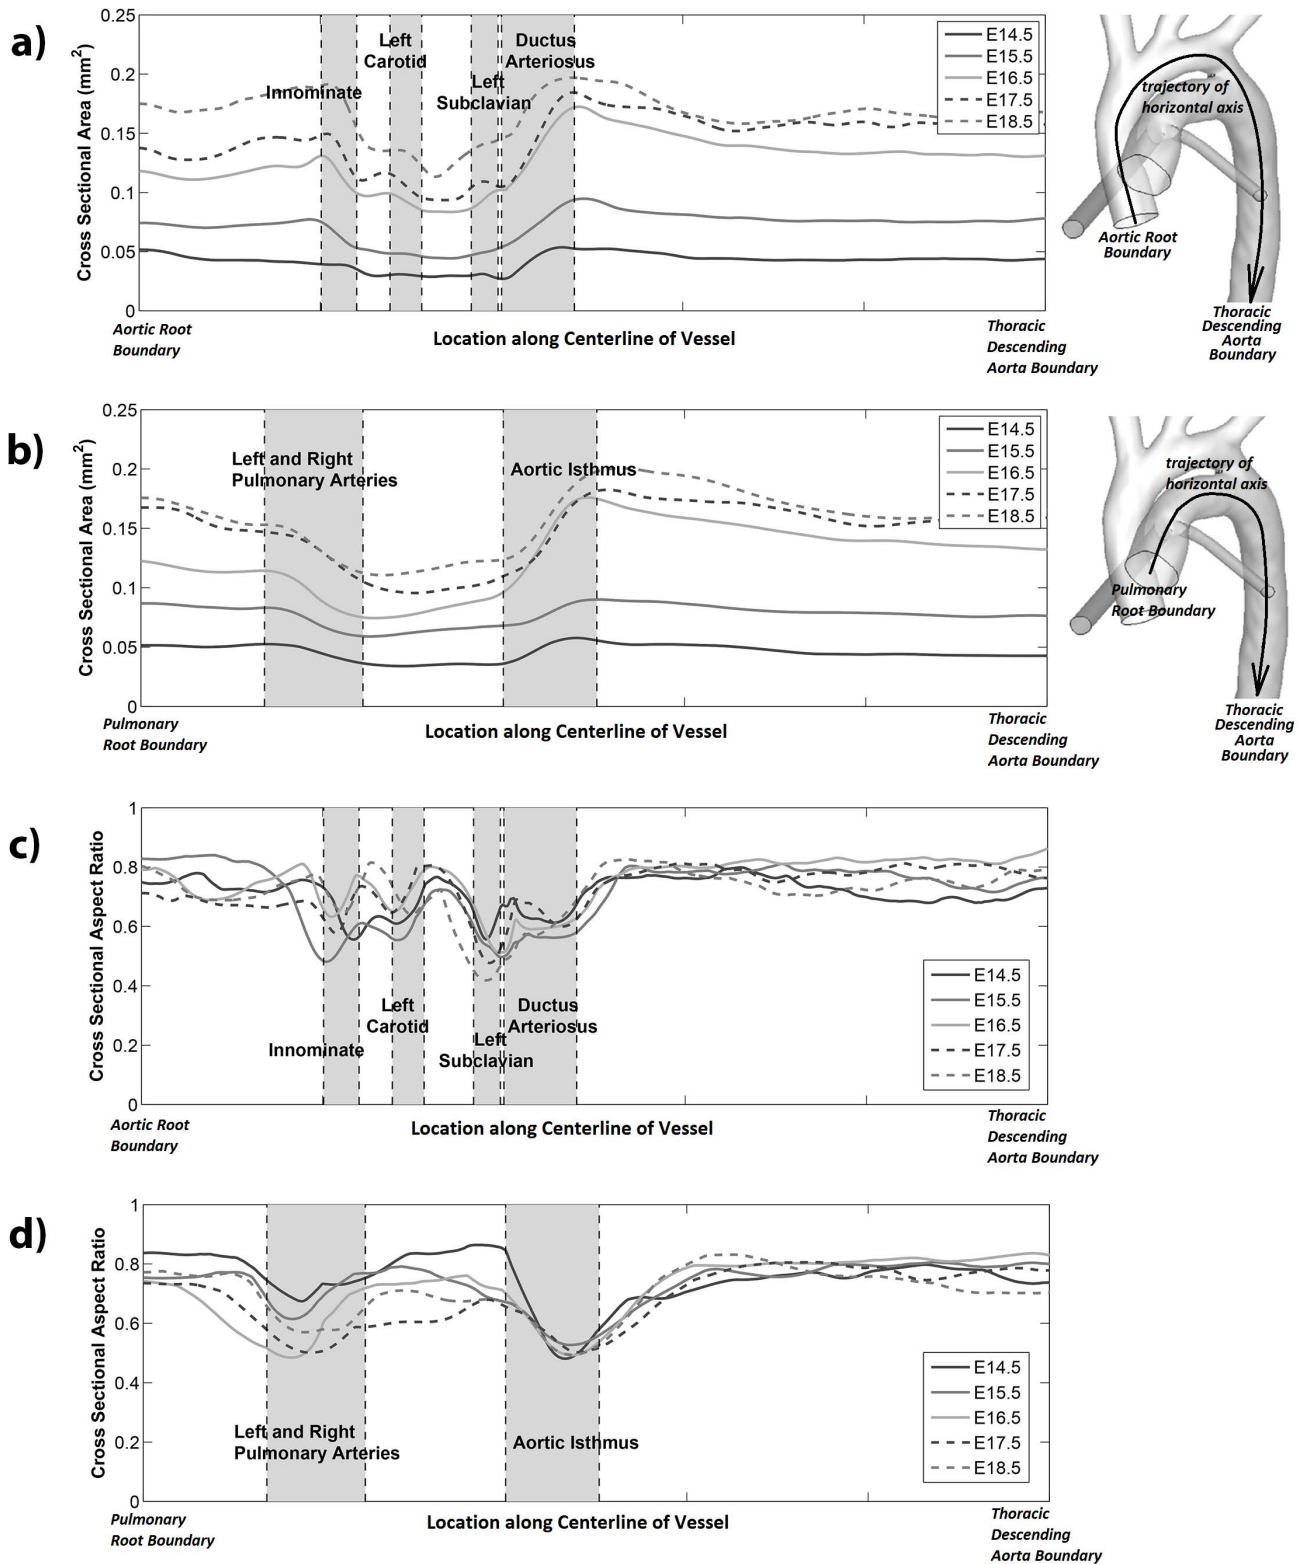 a)
Cross Sectional Area (mm2)
0.25
0.2
0.15
0.1
0.05
0
Innominate
Left
Carotid
Left
Subclavian
Ductus
Arteriosus
E14.5
E15.5
E16.5
E17.5
E18.5
Aortic Root
Boundary
Location along Centerline of Vessel
Thoracic
Descending
Aorta Boundary
trajectory of
horizontal axis
Aortic Root
Boundary
Thoracic
Descending
Aorta
Boundary
b)
Cross Sectional Area (mm2)
0.25
0.2
0.15
0.1
0.05
0
Left and Right
Pulmonary Arteries
Aortic Isthmus
E14.5
E15.5
E16.5
E17.5
E18.5
Pulmonary
Root Boundary
Location along Centerline of Vessel
Thoracic
Descending
Aorta Boundary
trajectory of
horizontal axis
Pulmonary
Root Boundary
Thoracic
Descending
Aorta
Boundary
c)
Cross Sectional Aspect Ratio
1
0.8
0.6
0.4
0.2
0
Innominate
Left
Carotid
Left
Subclavian
Ductus
Arteriosus
E14.5
E15.5
E16.5
E17.5
E18.5
Aortic Root
Boundary
Location along Centerline of Vessel
Thoracic
Descending
Aorta Boundary
d)
Cross Sectional Aspect Ratio
1
0.8
0.6
0.4
0.2
0
Left and Right
Pulmonary Arteries
Aortic Isthmus
E14.5
E15.5
E16.5
E17.5
E18.5
Pulmonary
Root Boundary
Location along Centerline of Vessel
Thoracic
Descending
Aorta Boundary